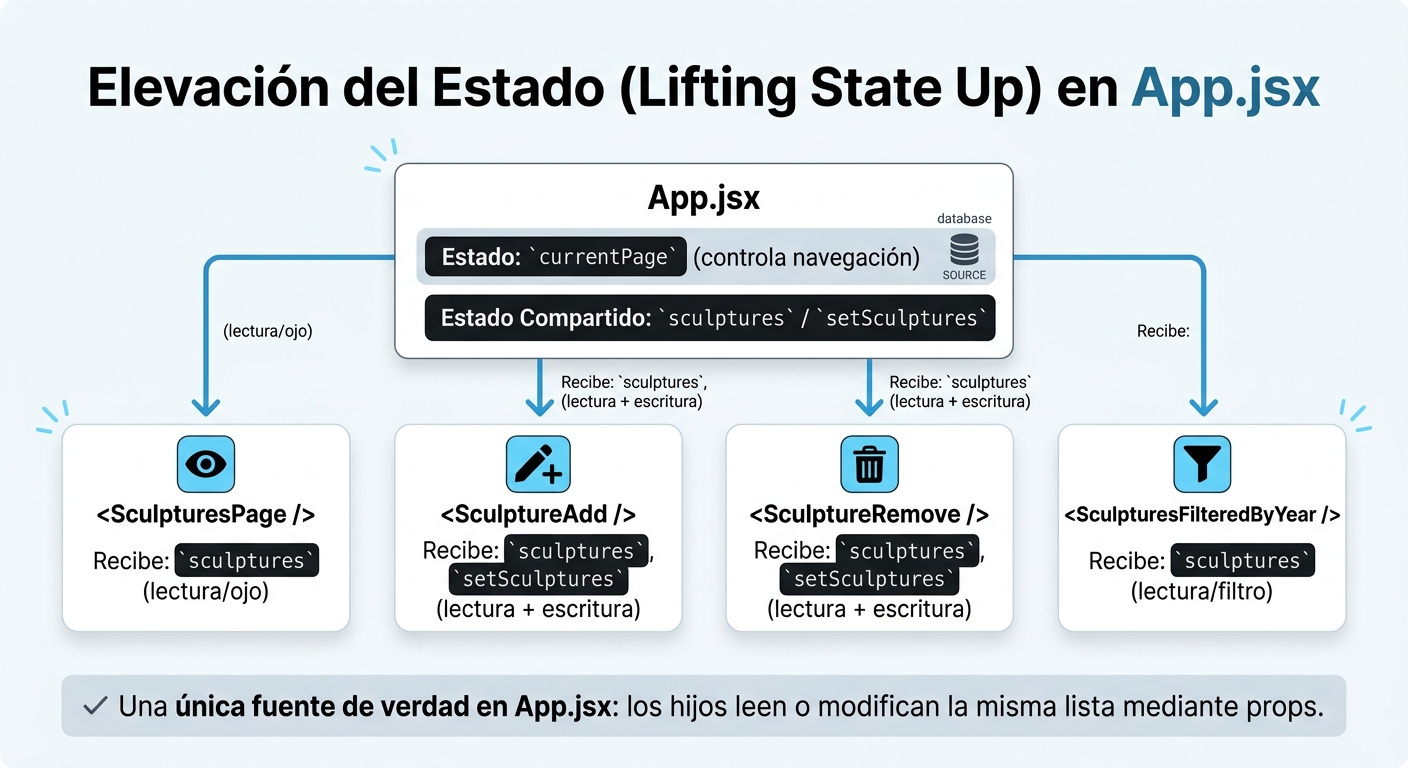 Elevación del Estado (Lifting State Up) en App.jsx
App.jsx
database
Estado: `currentPage` (controla navegación)
SOURCE
Estado Compartido: `sculptures` / `setSculptures`
(lectura/ojo)
Recibe: `sculptures`,
(lectura + escritura)
Recibe: `sculptures`
(lectura + escritura)
Recibe:
<SculpturesPage />
Recibe: `sculptures`
(lectura/ojo)
<SculptureAdd />
Recibe: `sculptures`,
`setSculptures`
(lectura + escritura)
<SculptureRemove />
Recibe: `sculptures`,
`setSculptures`
(lectura + escritura)
<SculpturesFilteredByYear />
Recibe: `sculptures`
(lectura/filtro)
✓ Una única fuente de verdad en App.jsx: los hijos leen o modifican la misma lista mediante props.